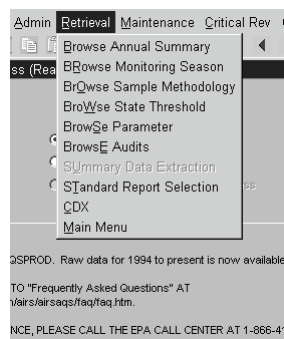 Admin Retrieval Maintenance Critical Rev
ss (Rea
Browse Annual Summary
BRowse Monitoring Season
BrOwse Sample Methodology
BroWse State Threshold
BrowSe Parameter
BrowsE Audits
SUmmary Data Extraction
STandard Report Selection
CDX
Main Menu
ss
QSPROD. Raw data for 1994 to present is now available
TO "Frequently Asked Questions" AT
n/airs/airsaqs/faq/faq.htm.
NCE, PLEASE CALL THE EPA CALL CENTER AT 1-866-41